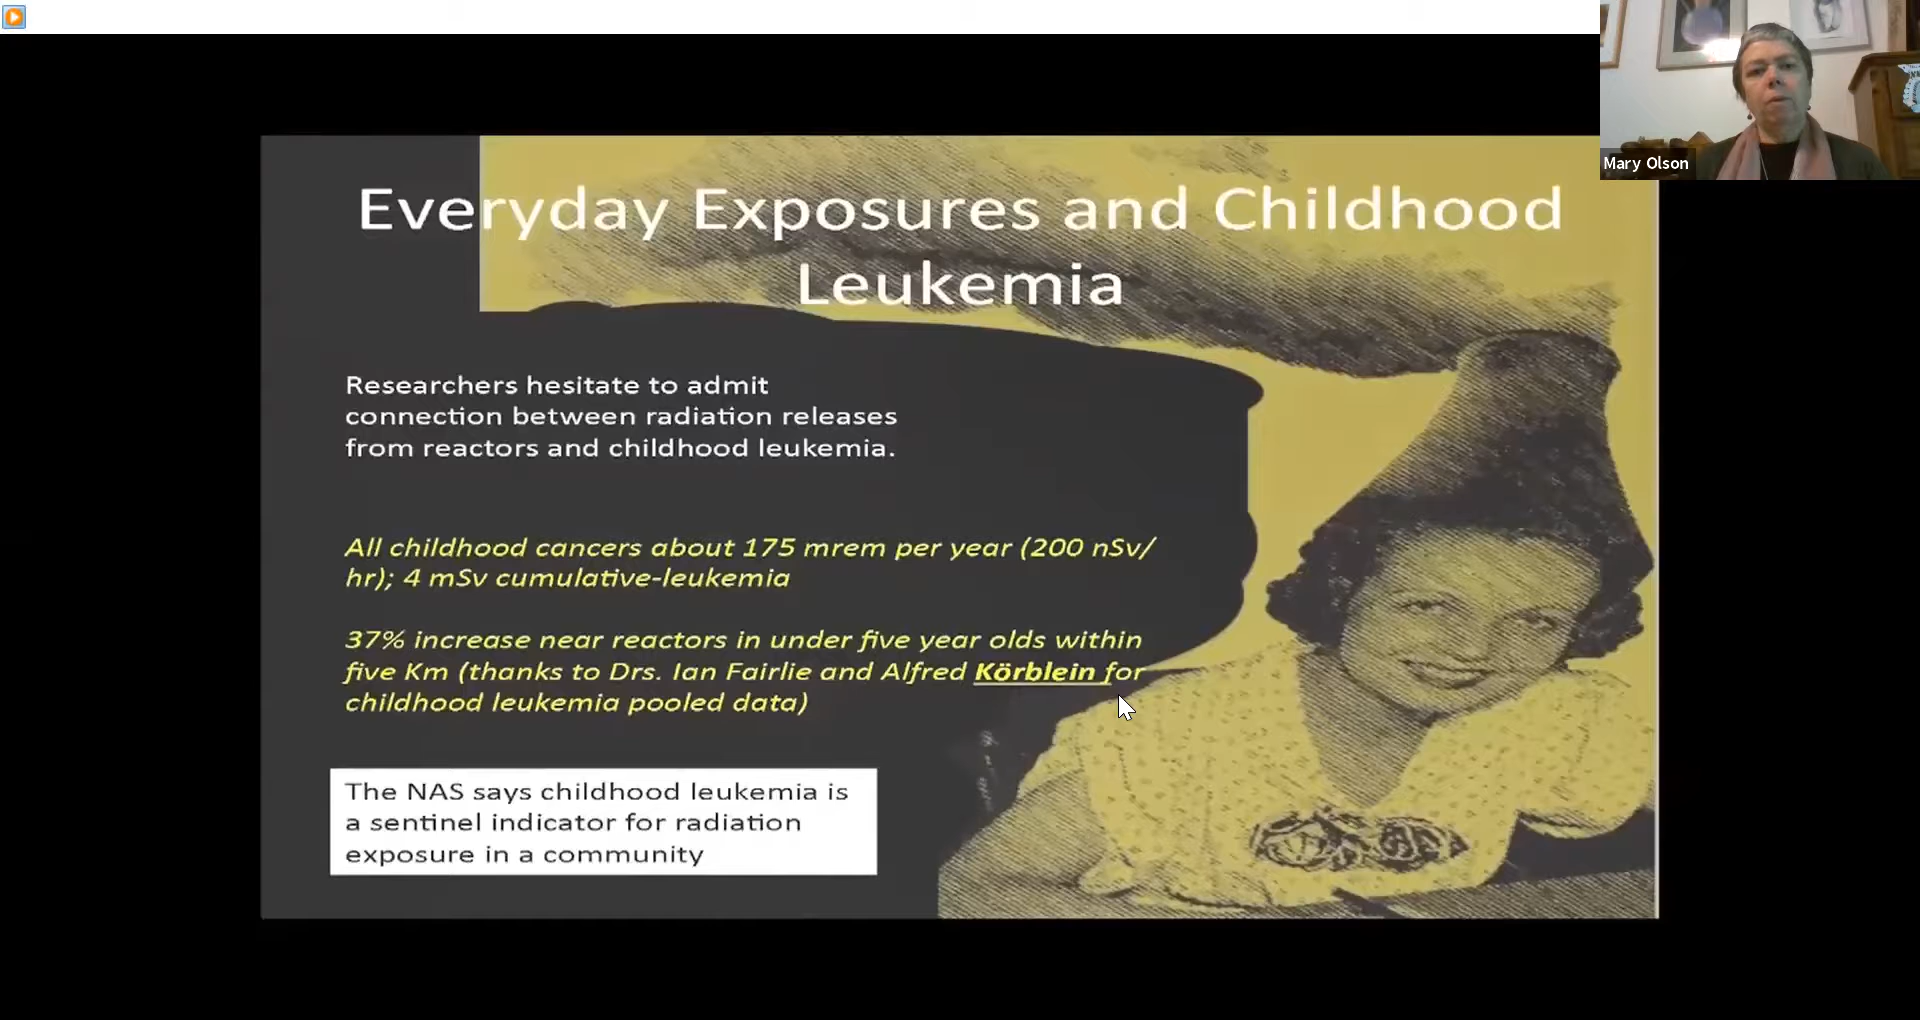 Everyday Exposures and Childhood
Leukemia
Mary Olson
Researchers hesitate to admit
connection between radiation releases
from reactors and childhood leukemia.
All childhood cancers about 175 mrem per year (200 nSv/
hr); 4 mSv cumulative-leukemia
37% increase near reactors in under five year olds within
five Km (thanks to Drs. Ian Fairlie and Alfred Körblein for
childhood leukemia pooled data)
The NAS says childhood leukemia is
a sentinel indicator for radiation
exposure in a community